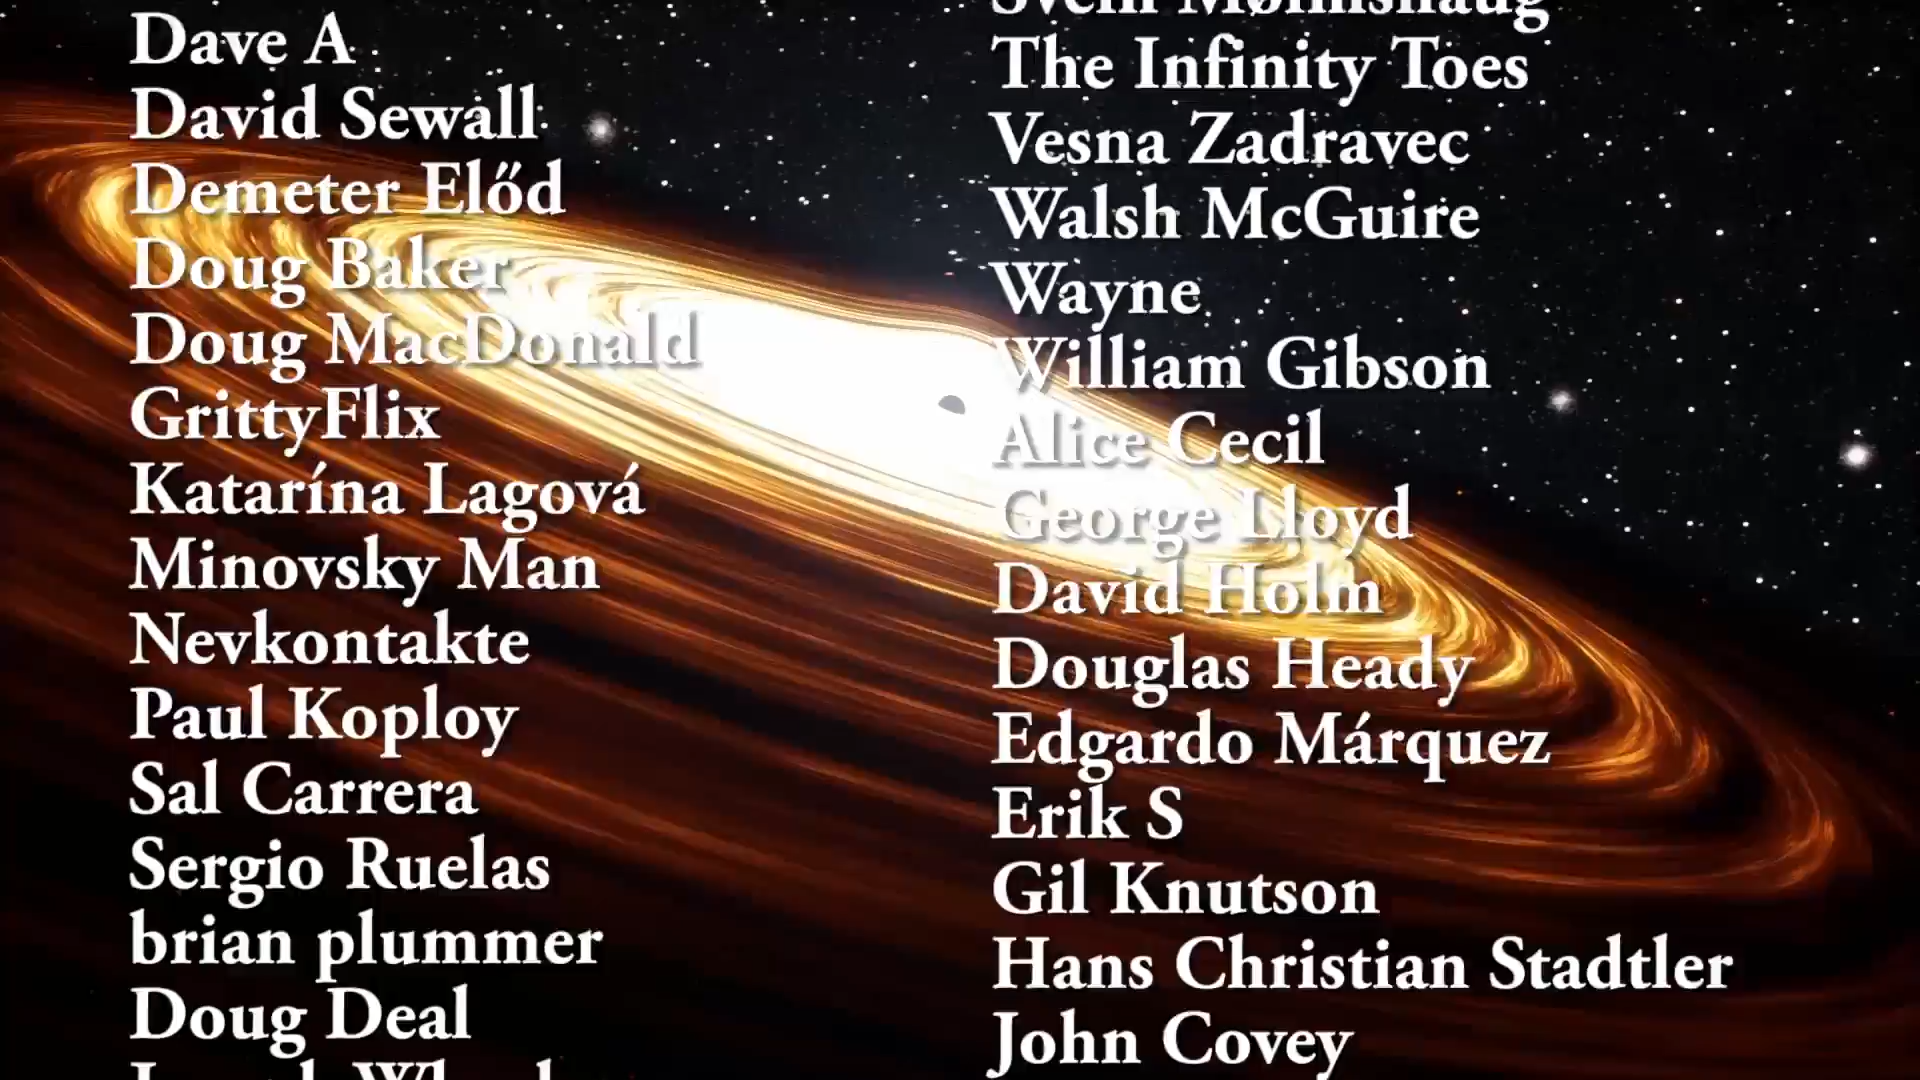 Dave A
David Sewall
Demeter Előd
Doug Baker
Doug MacDonald
GrittyFlix
Katarína Lagová
Minovsky Man
Nevkontakte
Paul Koploy
Sal Carrera
Sergio Ruelas
brian plummer
Doug Deal
The Infinity Toes
Vesna Zadravec
Walsh McGuire
Wayne
William Gibson
Alice Cecil
George Lloyd
David Holm
Douglas Heady
Edgardo Márquez
Erik S
Gil Knutson
Hans Christian Stadtler
John Covey